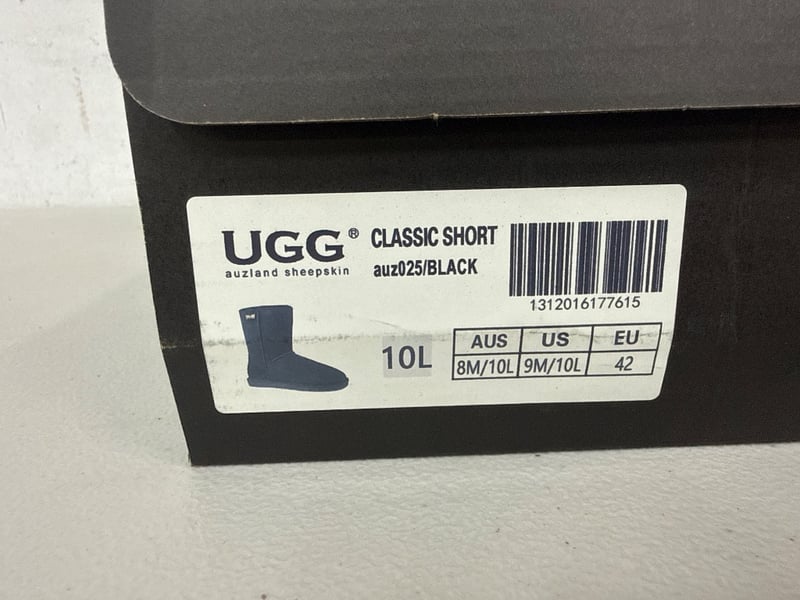 UGG®
auzland sheepskin
CLASSIC SHORT
auz025/BLACK
1312016177615
10L
AUS US EU
8M/10L 9M/10L 42